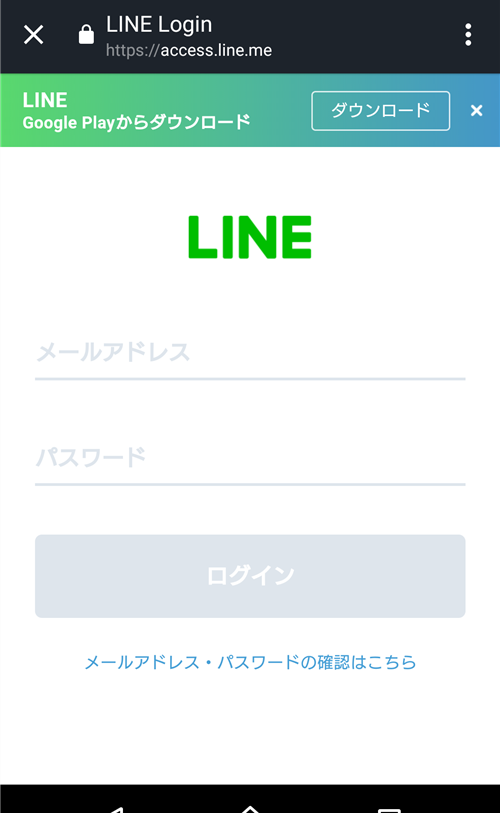 LINE Login
https://access.line.me
LINE
Google Playからダウンロード
ダウンロード
LINE
メールアドレス
パスワード
ログイン
メールアドレス・パスワードの確認はこちら